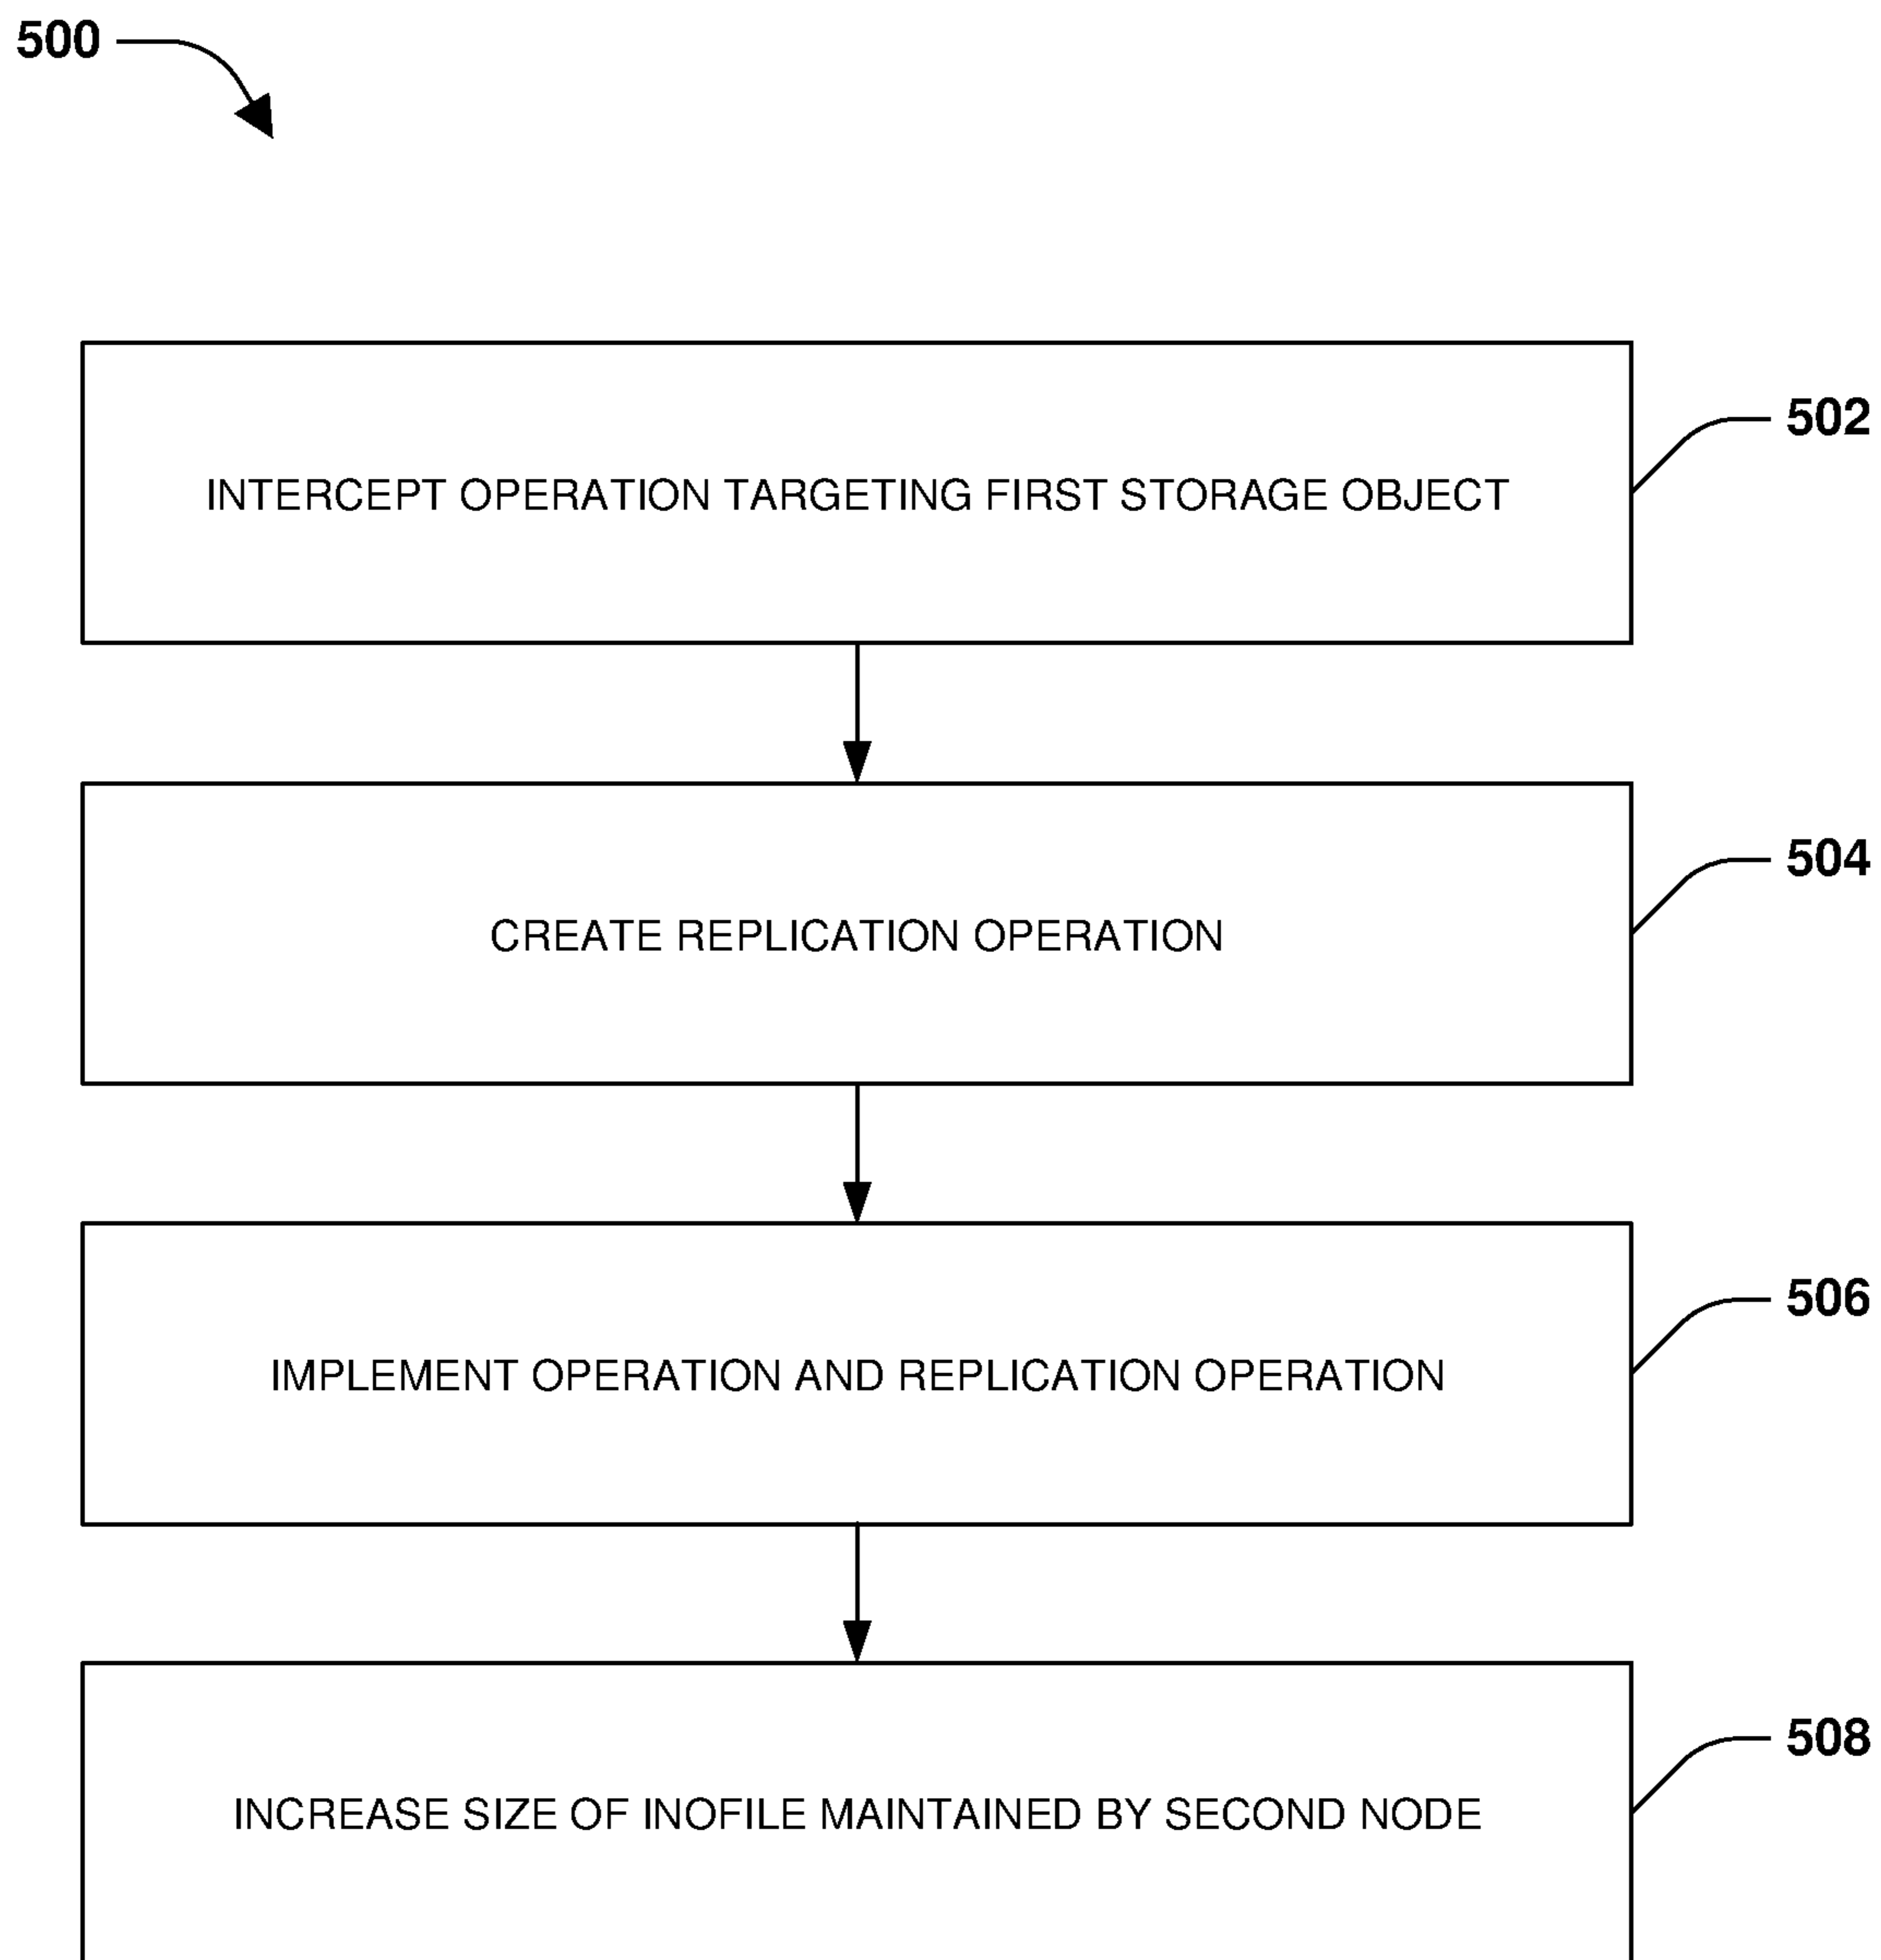 500
INTERCEPT OPERATION TARGETING FIRST STORAGE OBJECT
502
CREATE REPLICATION OPERATION
504
IMPLEMENT OPERATION AND REPLICATION OPERATION
506
INCREASE SIZE OF INOFILE MAINTAINED BY SECOND NODE
508